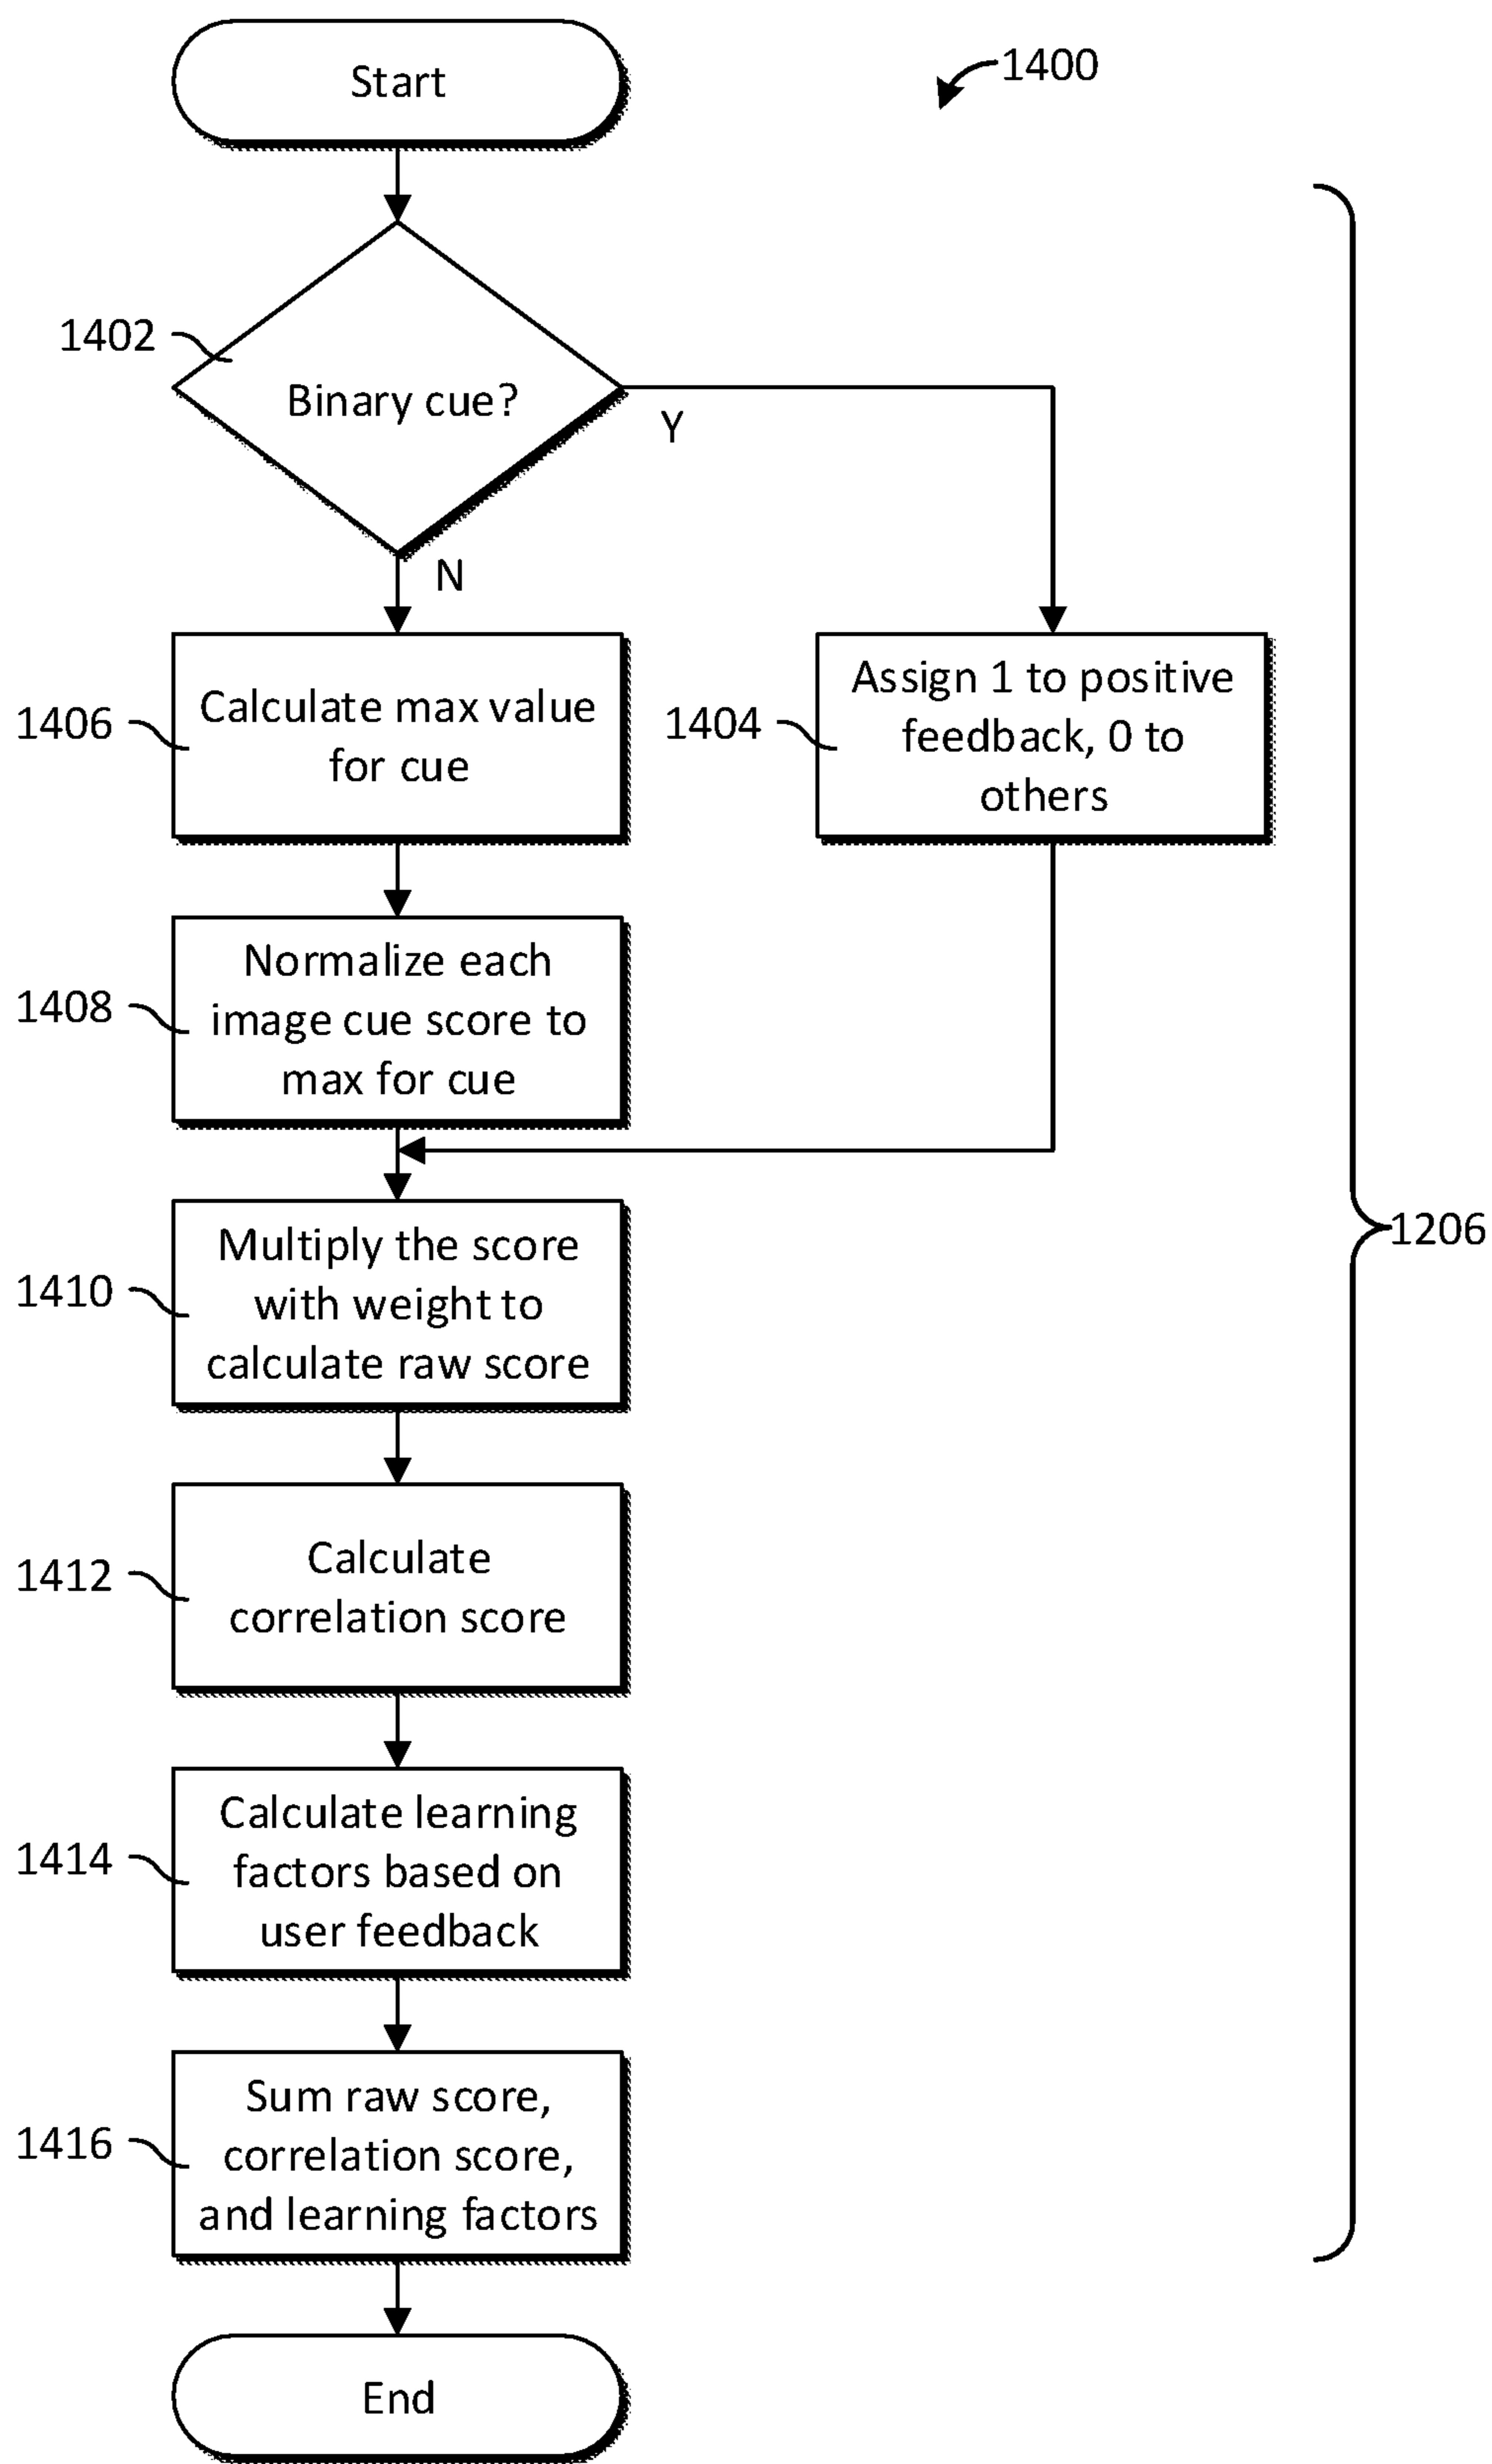 Start
1400
1402
Binary cue?
Y
N
1406
Calculate max value
for cue
1404
Assign 1 to positive
feedback, 0 to
others
1408
Normalize each
image cue score to
max for cue
1206
1410
Multiply the score
with weight to
calculate raw score
1412
Calculate
correlation score
1414
Calculate learning
factors based on
user feedback
1416
Sum raw score,
correlation score,
and learning factors
End